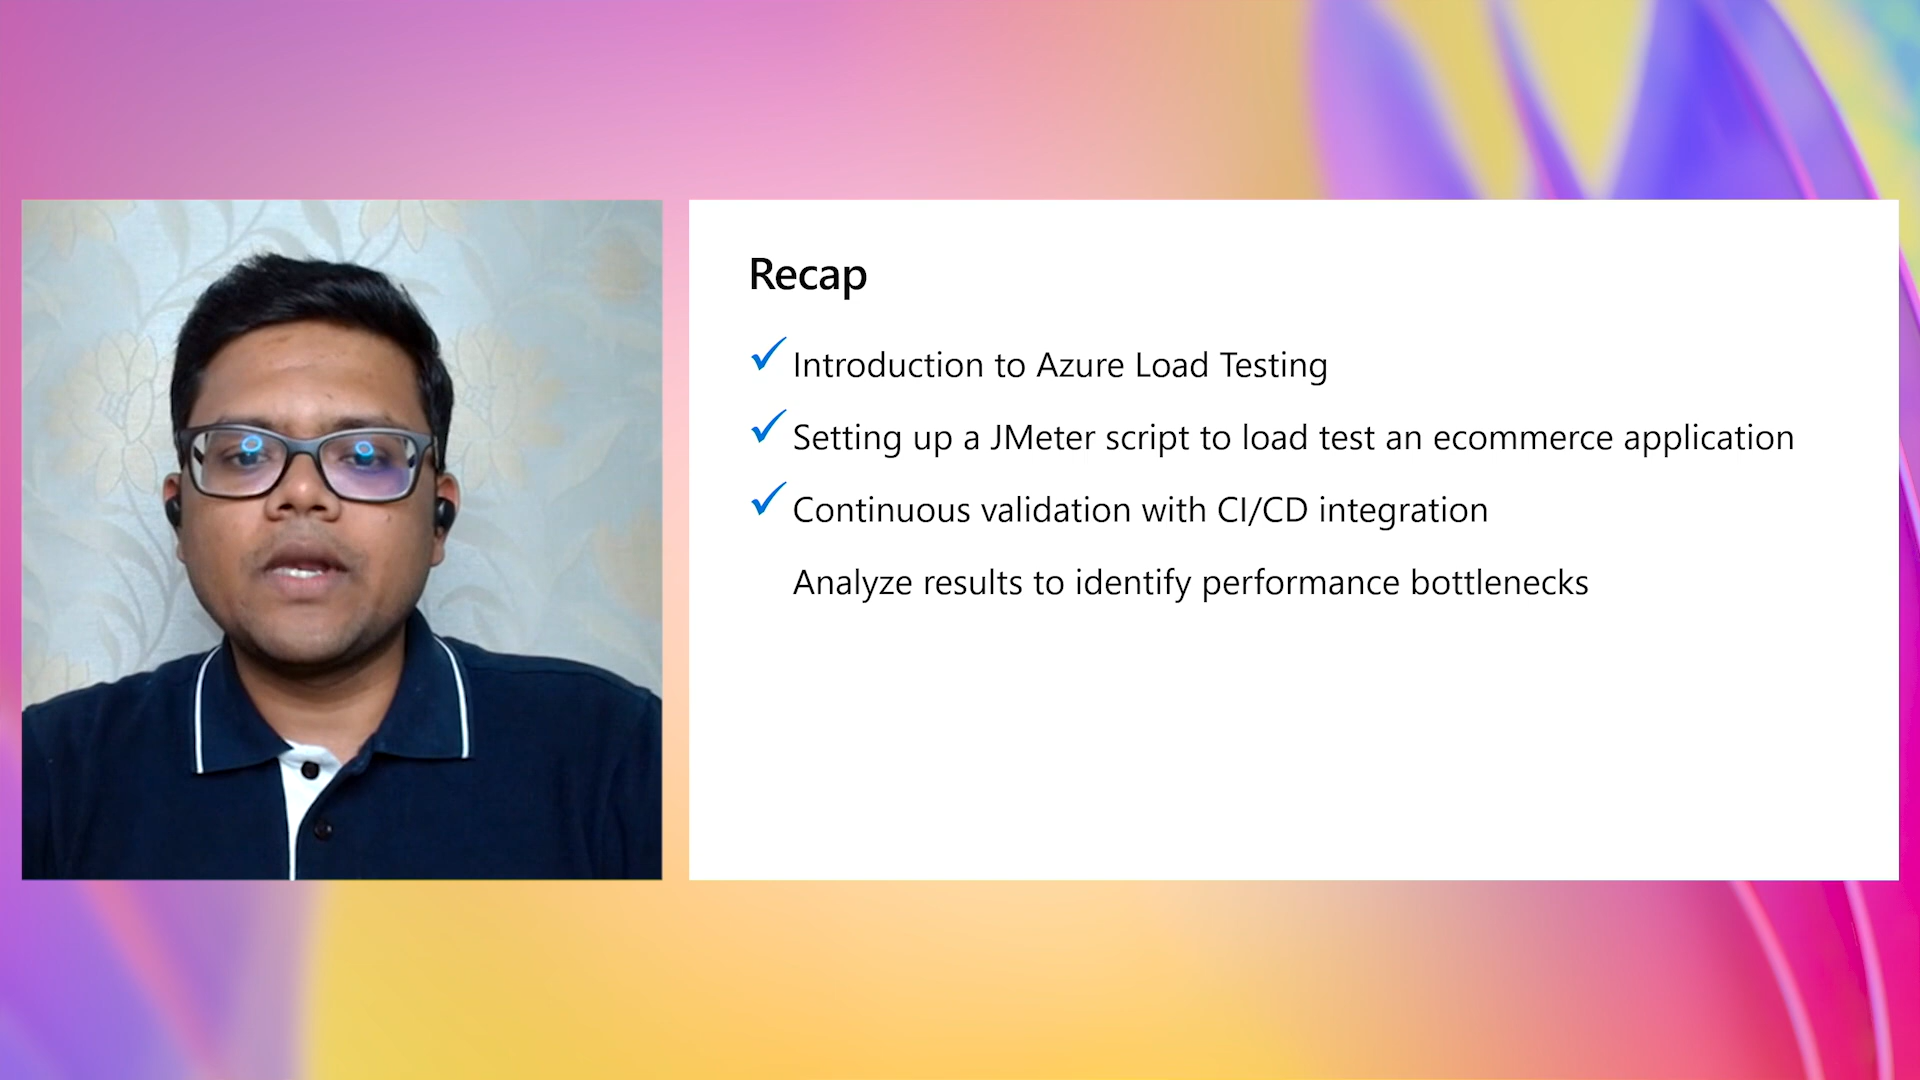 Recap
✓ Introduction to Azure Load Testing
✓ Setting up a JMeter script to load test an ecommerce application
✓ Continuous validation with CI/CD integration
Analyze results to identify performance bottlenecks